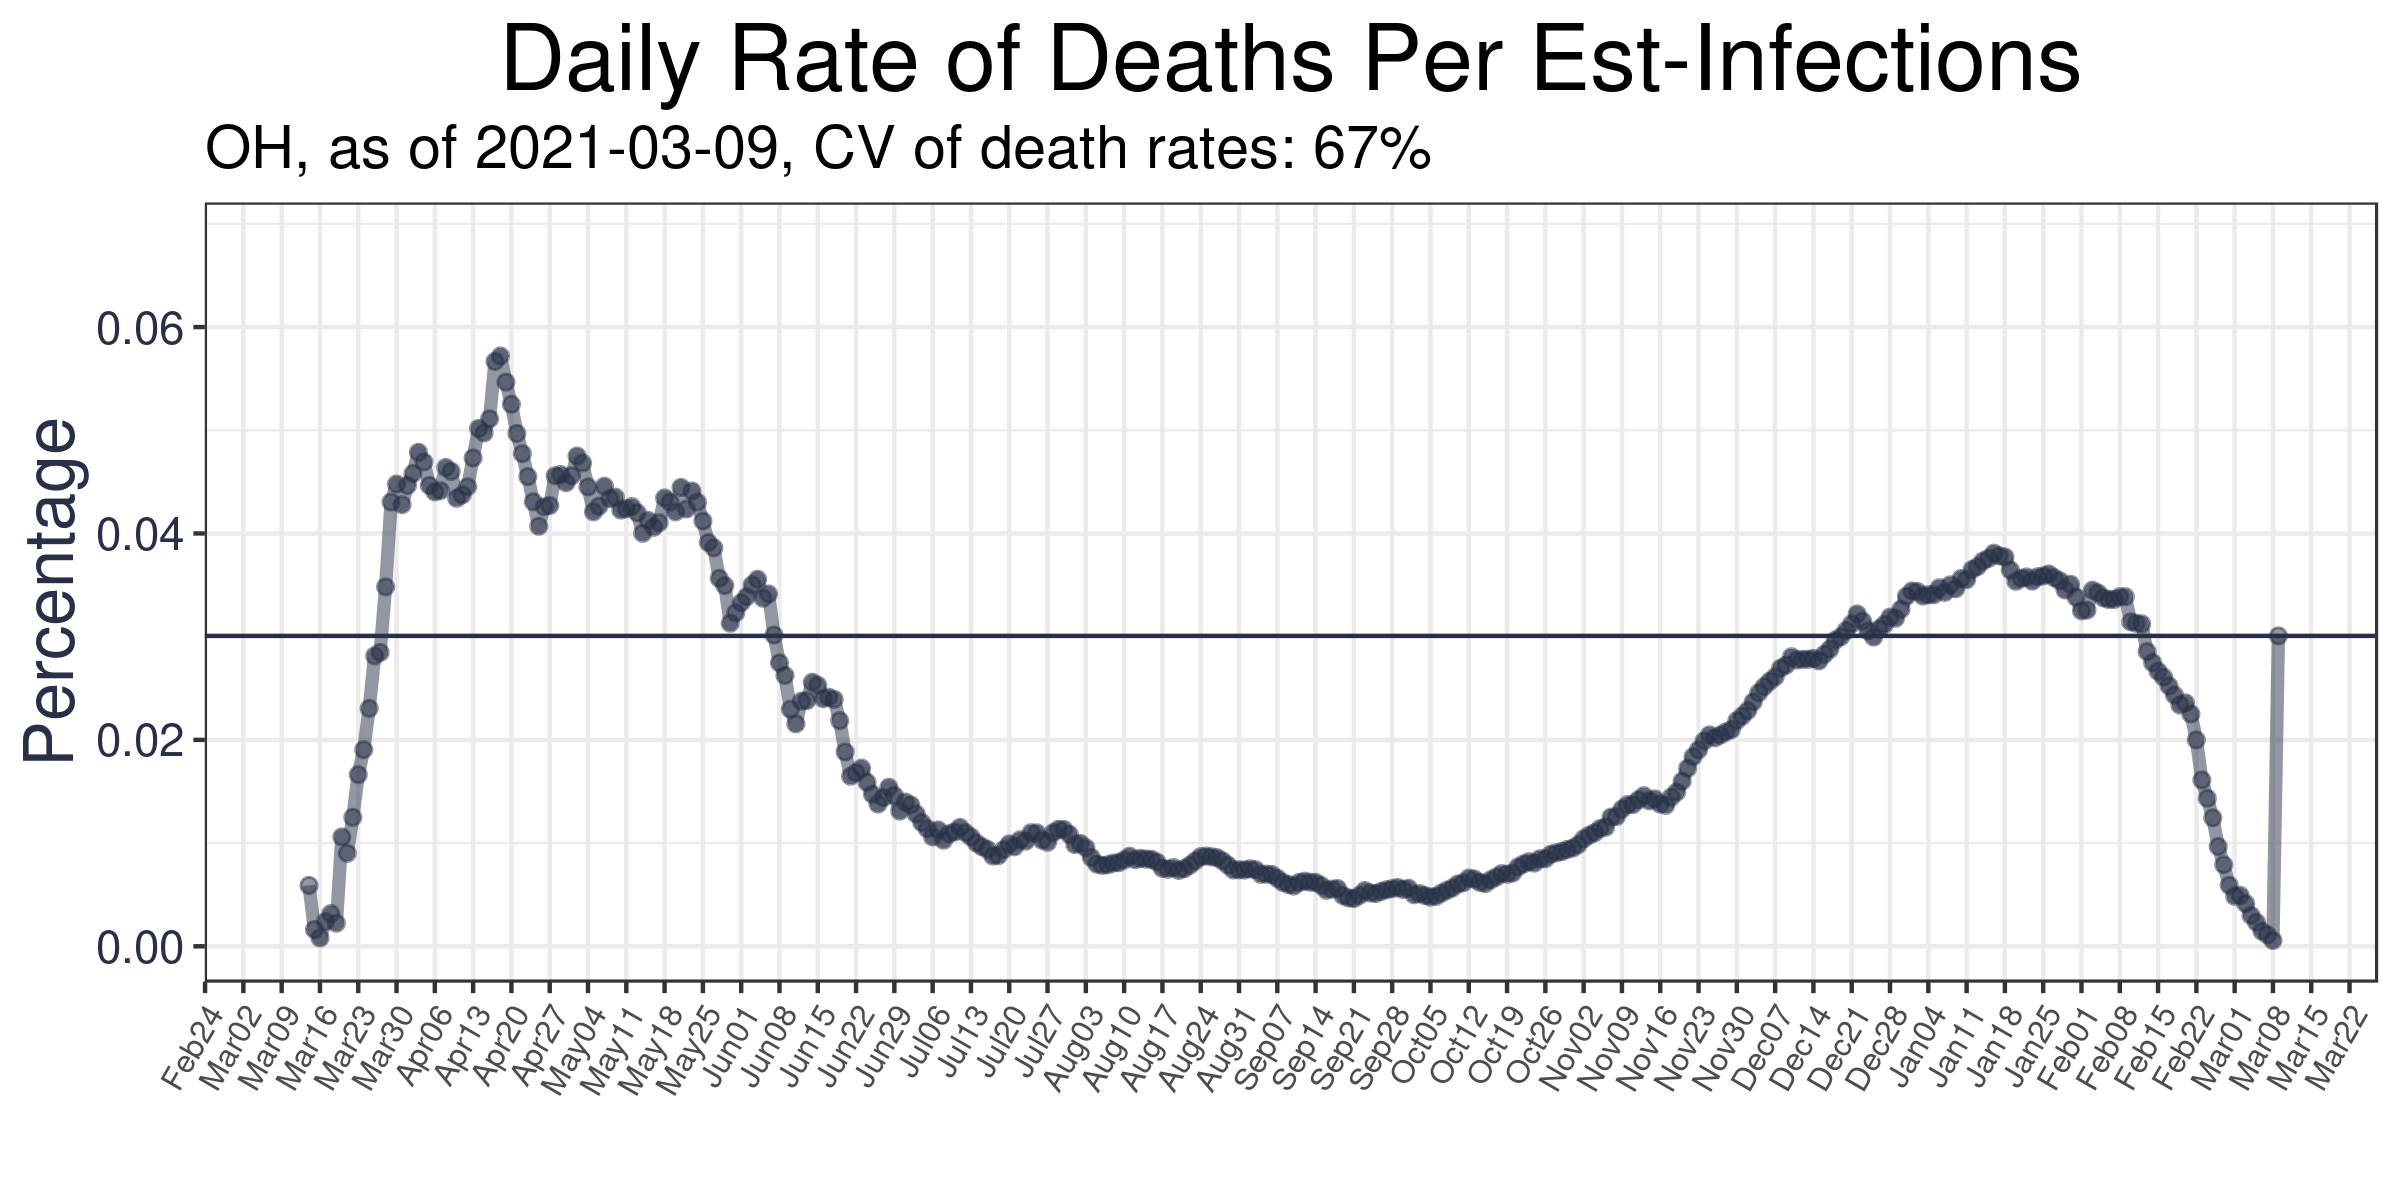 Daily Rate of Deaths Per Est-Infections
OH, as of 2021-03-09, CV of death rates: 67%
Percentage
0.06
0.04
0.02
0.00
Feb24
Mar02
Mar09
Mar16
Mar23
Mar30
Apr06
Apr13
Apr20
Apr27
May04
May11
May18
May25
Jun01
Jun08
Jun15
Jun22
Jun29
Jul06
Jul13
Jul20
Jul27
Aug03
Aug10
Aug17
Aug24
Aug31
Sep07
Sep14
Sep21
Sep28
Oct05
Oct12
Oct19
Oct26
Nov02
Nov09
Nov16
Nov23
Nov30
Dec07
Dec14
Dec21
Dec28
Jan04
Jan11
Jan18
Jan25
Feb01
Feb08
Feb15
Feb22
Mar01
Mar08
Mar15
Mar22